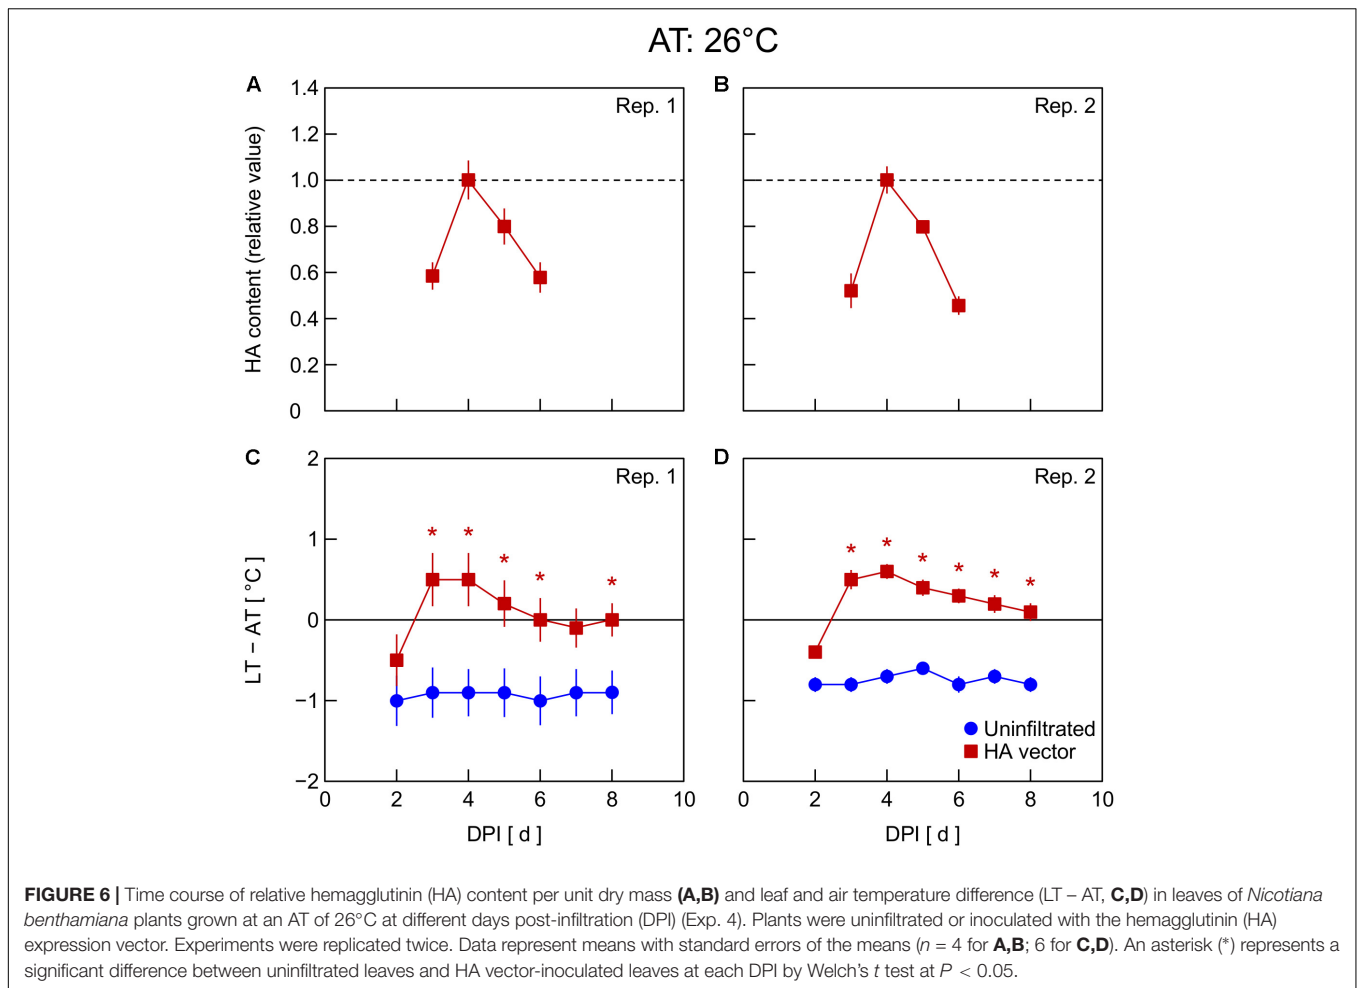 AT: 26°C
A
Rep. 1
1.4
1.2
1.0
0.8
0.6
0.4
0.2
0
HA content (relative value)
B
Rep. 2
C
Rep. 1
2
1
0
−1
−2
LT – AT [ °C ]
* * * * *
0 2 4 6 8 10
DPI [ d ]
D
Rep. 2
* * * * * *
Uninfiltrated
HA vector
0 2 4 6 8 10
DPI [ d ]
FIGURE 6 | Time course of relative hemagglutinin (HA) content per unit dry mass (A,B) and leaf and air temperature difference (LT – AT, C,D) in leaves of Nicotiana
benthamiana plants grown at an AT of 26°C at different days post-infiltration (DPI) (Exp. 4). Plants were uninfiltrated or inoculated with the hemagglutinin (HA)
expression vector. Experiments were replicated twice. Data represent means with standard errors of the means (n = 4 for A,B; 6 for C,D). An asterisk (*) represents a
significant difference between uninfiltrated leaves and HA vector-inoculated leaves at each DPI by Welch’s t test at P < 0.05.